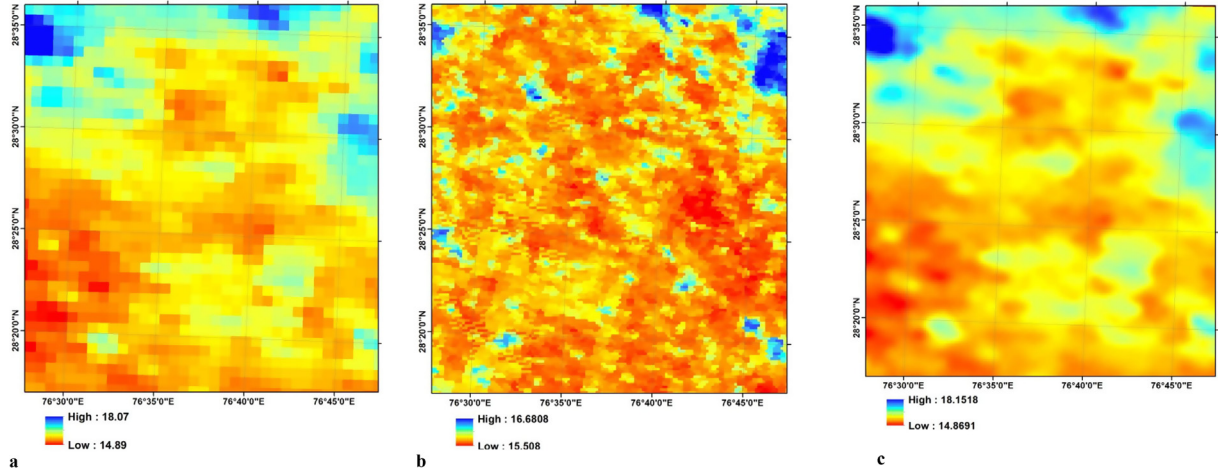 28°35'0"N
28°30'0"N
28°25'0"N
28°20'0"N
76°30'0"E
76°35'0"E
76°40'0"E
76°45'0"E
High : 18.07
Low : 14.89
a
28°35'0"N
28°30'0"N
28°25'0"N
28°20'0"N
76°30'0"E
76°35'0"E
76°40'0"E
76°45'0"E
High : 16.6808
Low : 15.508
b
28°35'0"N
28°30'0"N
28°25'0"N
28°20'0"N
76°30'0"E
76°35'0"E
76°40'0"E
76°45'0"E
High : 18.1518
Low : 14.8691
c